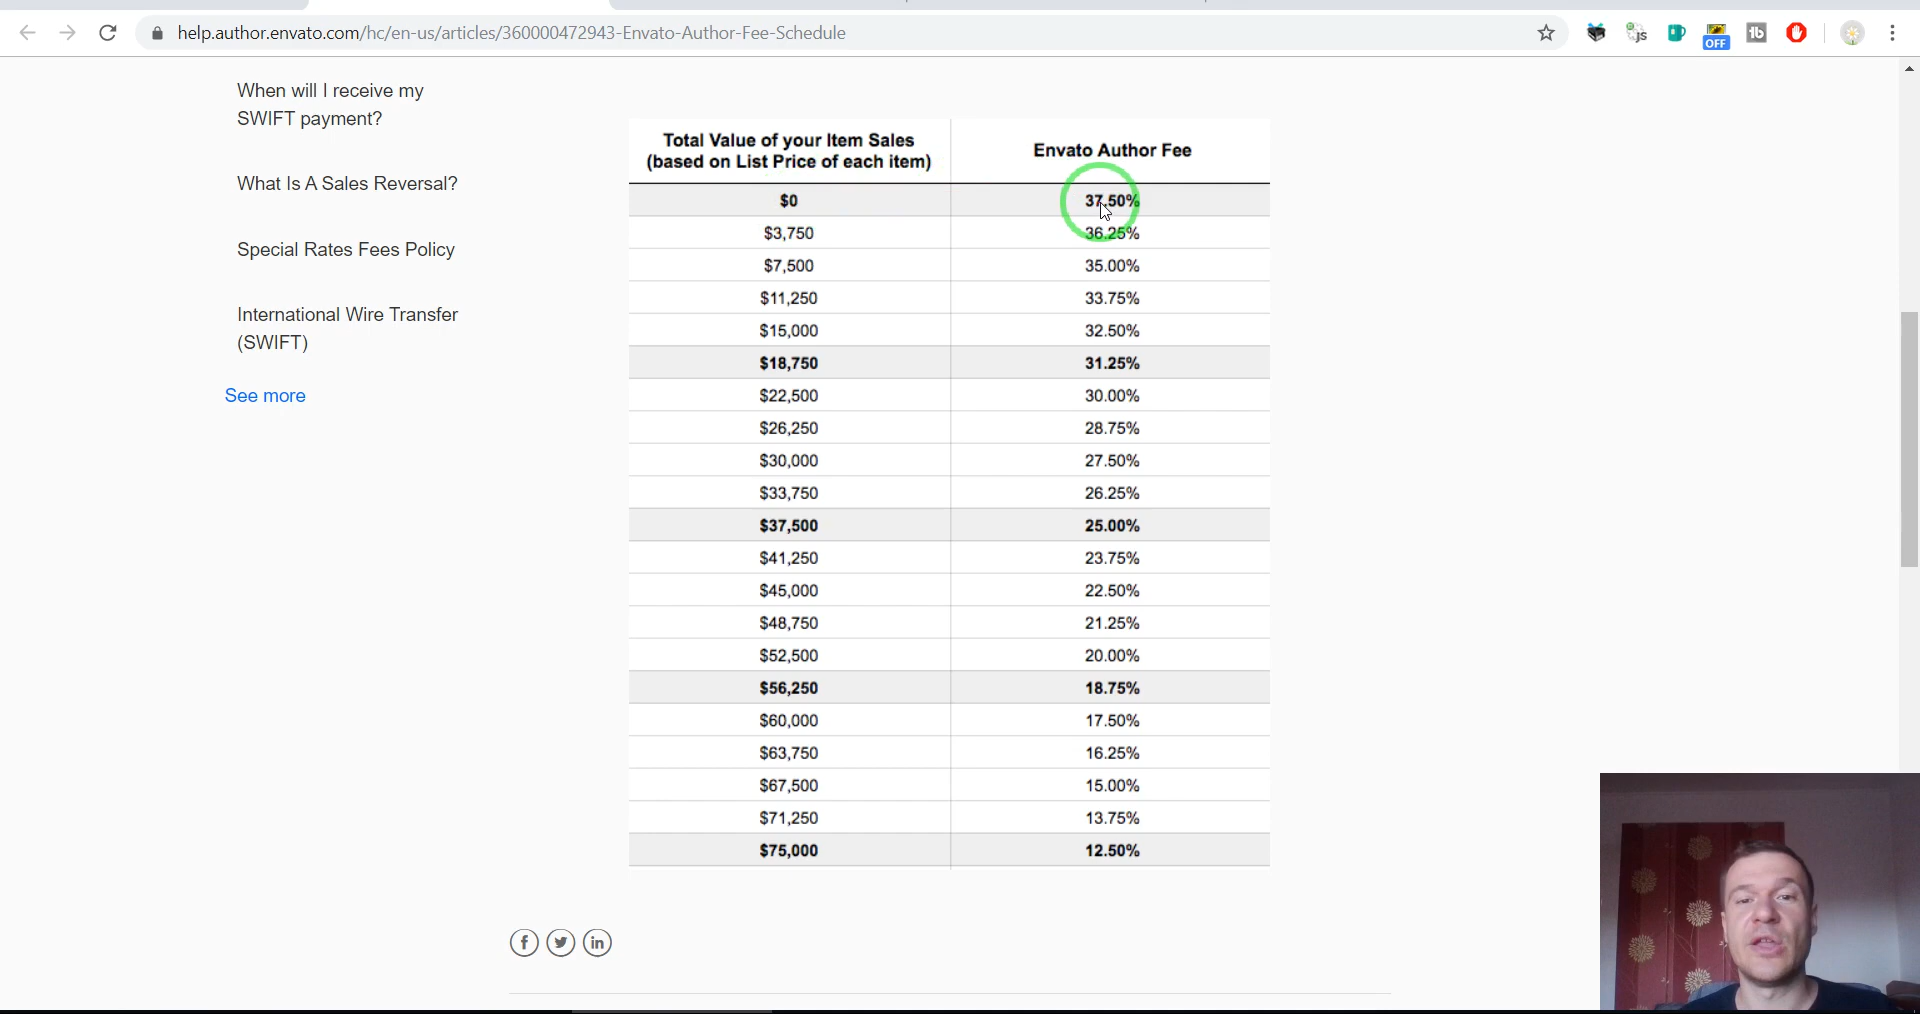 help.author.envato.com/hc/en-us/articles/360000472943-Envato-Author-Fee-Schedule
JS
OFF
tb
When will I receive my
SWIFT payment?
What Is A Sales Reversal?
Special Rates Fees Policy
International Wire Transfer
(SWIFT)
See more
Total Value of your Item Sales
(based on List Price of each item)
Envato Author Fee
$0 37.50%
$3,750 36.25%
$7,500 35.00%
$11,250 33.75%
$15,000 32.50%
$18,750 31.25%
$22,500 30.00%
$26,250 28.75%
$30,000 27.50%
$33,750 26.25%
$37,500 25.00%
$41,250 23.75%
$45,000 22.50%
$48,750 21.25%
$52,500 20.00%
$56,250 18.75%
$60,000 17.50%
$63,750 16.25%
$67,500 15.00%
$71,250 13.75%
$75,000 12.50%
f
in